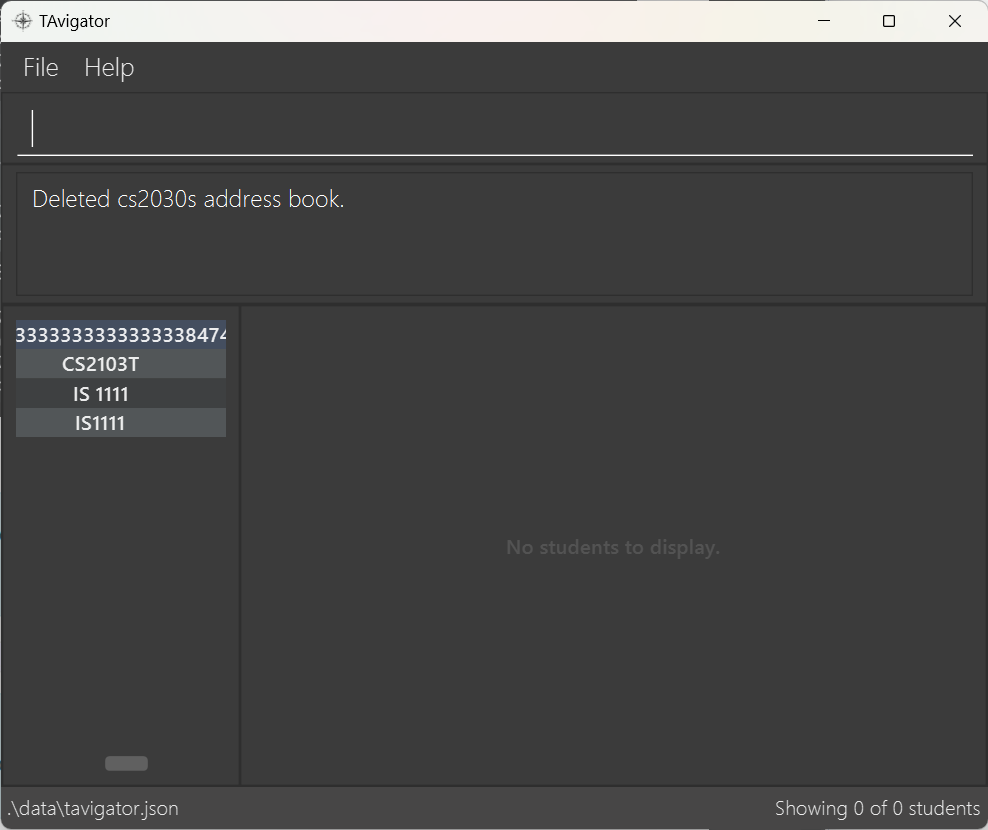 TAvigator
File Help
Deleted cs2030s address book.
CS2103T
IS 1111
IS1111
No students to display.
.\data\tavigator.json
Showing 0 of 0 students